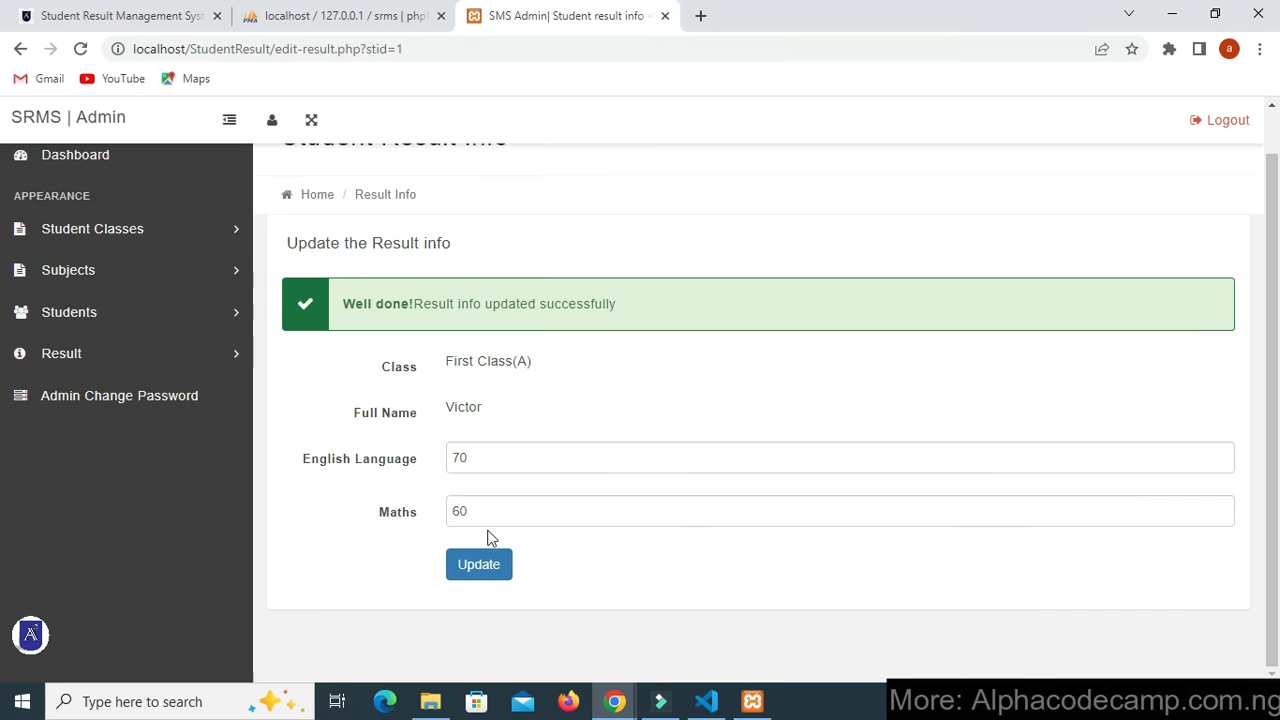 Student Result Management Syst
localhost / 127.0.0.1 / srms | php
SMS Admin| Student result info
localhost/StudentResult/edit-result.php?stid=1
a
Gmail
YouTube
Maps
SRMS | Admin
Logout
Student Result Info
Dashboard
APPEARANCE
Student Classes
Subjects
Students
Result
Admin Change Password
Home / Result Info
Update the Result info
Well done!Result info updated successfully
Class First Class(A)
Full Name Victor
English Language 70
Maths 60
Update
Type here to search
More: Alphacodecamp.com.ng